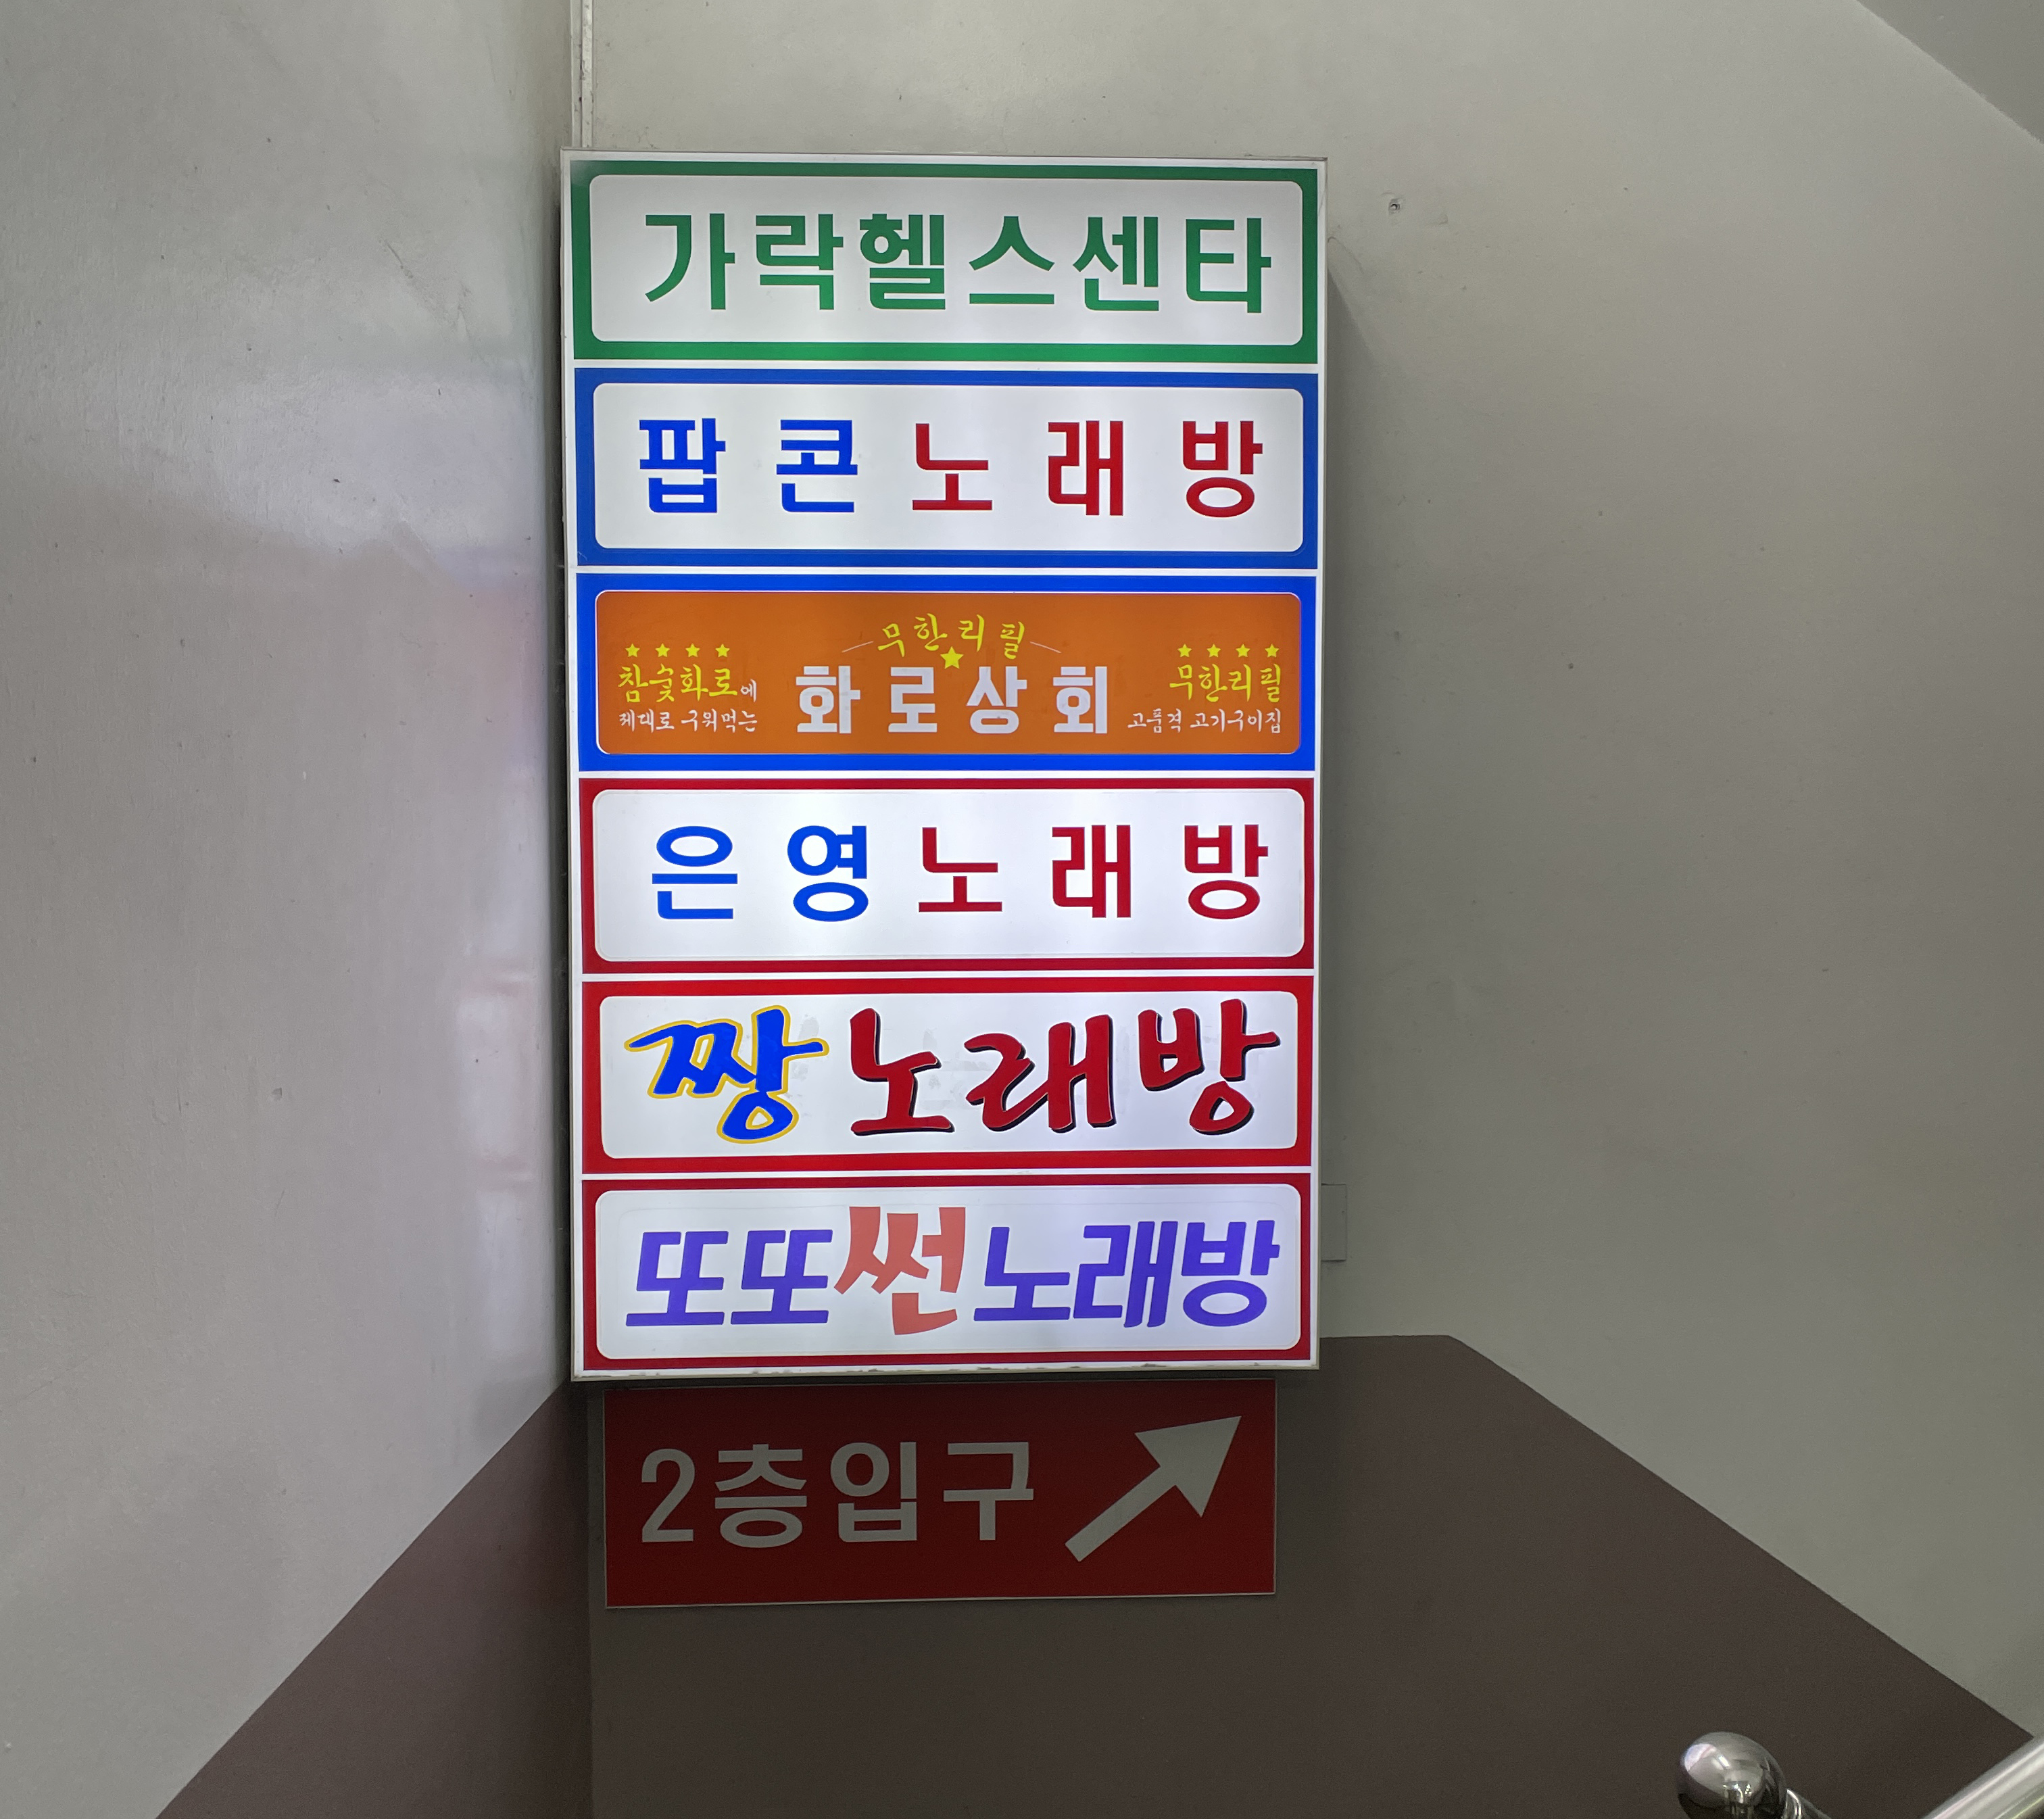 가락헬스센타
팝콘노래방
무한리필
참숯화로에
제대로 구워먹는
화로상회
무한리필
고품격 고기구이집
은영노래방
짱노래방
또또썬노래방
2층입구